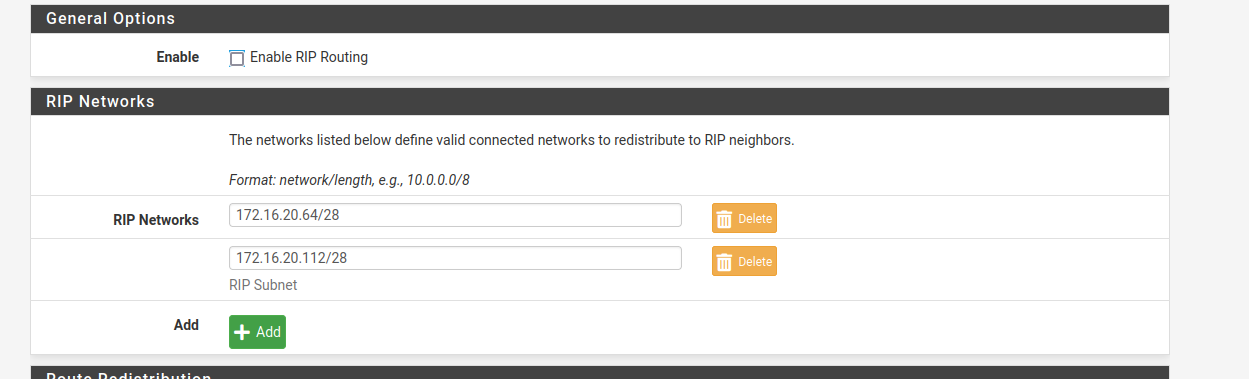 General Options
Enable Enable RIP Routing
RIP Networks
The networks listed below define valid connected networks to redistribute to RIP neighbors.
Format: network/length, e.g., 10.0.0.0/8
RIP Networks 172.16.20.64/28 Delete
172.16.20.112/28 Delete
RIP Subnet
Add Add
Route Redistribution